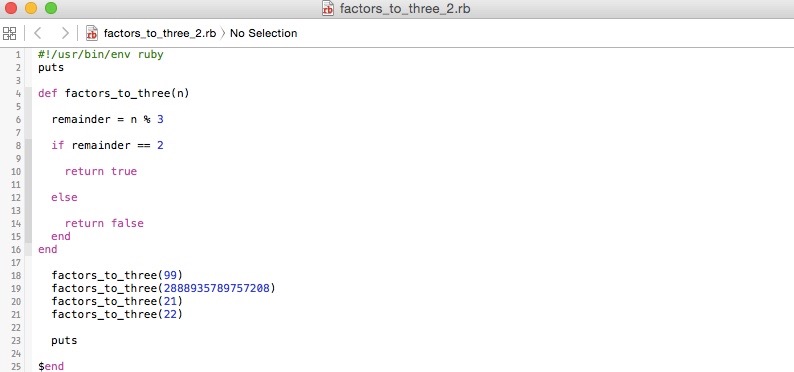 factors_to_three_2.rb
factors_to_three_2.rb 〉 No Selection
1 #!/usr/bin/env ruby
2 puts
3
4 def factors_to_three(n)
5
6 remainder = n % 3
7
8 if remainder == 2
9
10 return true
11
12 else
13
14 return false
15 end
16 end
17
18 factors_to_three(99)
19 factors_to_three(2888935789757208)
20 factors_to_three(21)
21 factors_to_three(22)
22
23 puts
24
25 $end